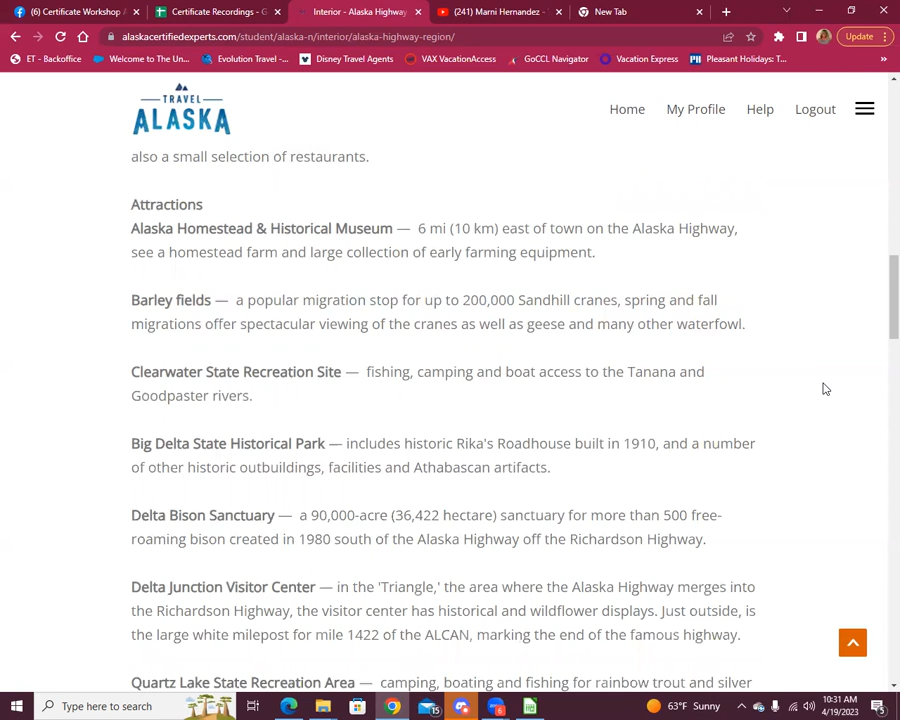 (6) Certificate Workshop A
Certificate Recordings - G
Interior - Alaska Highway
(241) Marni Hernandez -
New Tab
alaskacertifiedexperts.com/student/alaska-n/interior/alaska-highway-region/
Update
ET - Backoffice
Welcome to The Un...
Evolution Travel -...
Disney Travel Agents
VAX VacationAccess
GoCCL Navigator
Vacation Express
Pleasant Holidays: T...
TRAVEL
ALASKA
Home
My Profile
Help
Logout
also a small selection of restaurants.
Attractions
Alaska Homestead & Historical Museum — 6 mi (10 km) east of town on the Alaska Highway,
see a homestead farm and large collection of early farming equipment.
Barley fields — a popular migration stop for up to 200,000 Sandhill cranes, spring and fall
migrations offer spectacular viewing of the cranes as well as geese and many other waterfowl.
Clearwater State Recreation Site — fishing, camping and boat access to the Tanana and
Goodpaster rivers.
Big Delta State Historical Park — includes historic Rika's Roadhouse built in 1910, and a number
of other historic outbuildings, facilities and Athabascan artifacts.
Delta Bison Sanctuary — a 90,000-acre (36,422 hectare) sanctuary for more than 500 free-
roaming bison created in 1980 south of the Alaska Highway off the Richardson Highway.
Delta Junction Visitor Center — in the 'Triangle,' the area where the Alaska Highway merges into
the Richardson Highway, the visitor center has historical and wildflower displays. Just outside, is
the large white milepost for mile 1422 of the ALCAN, marking the end of the famous highway.
Quartz Lake State Recreation Area — camping, boating and fishing for rainbow trout and silver
Type here to search
15
6
63°F Sunny
10:31 AM
4/19/2023
5